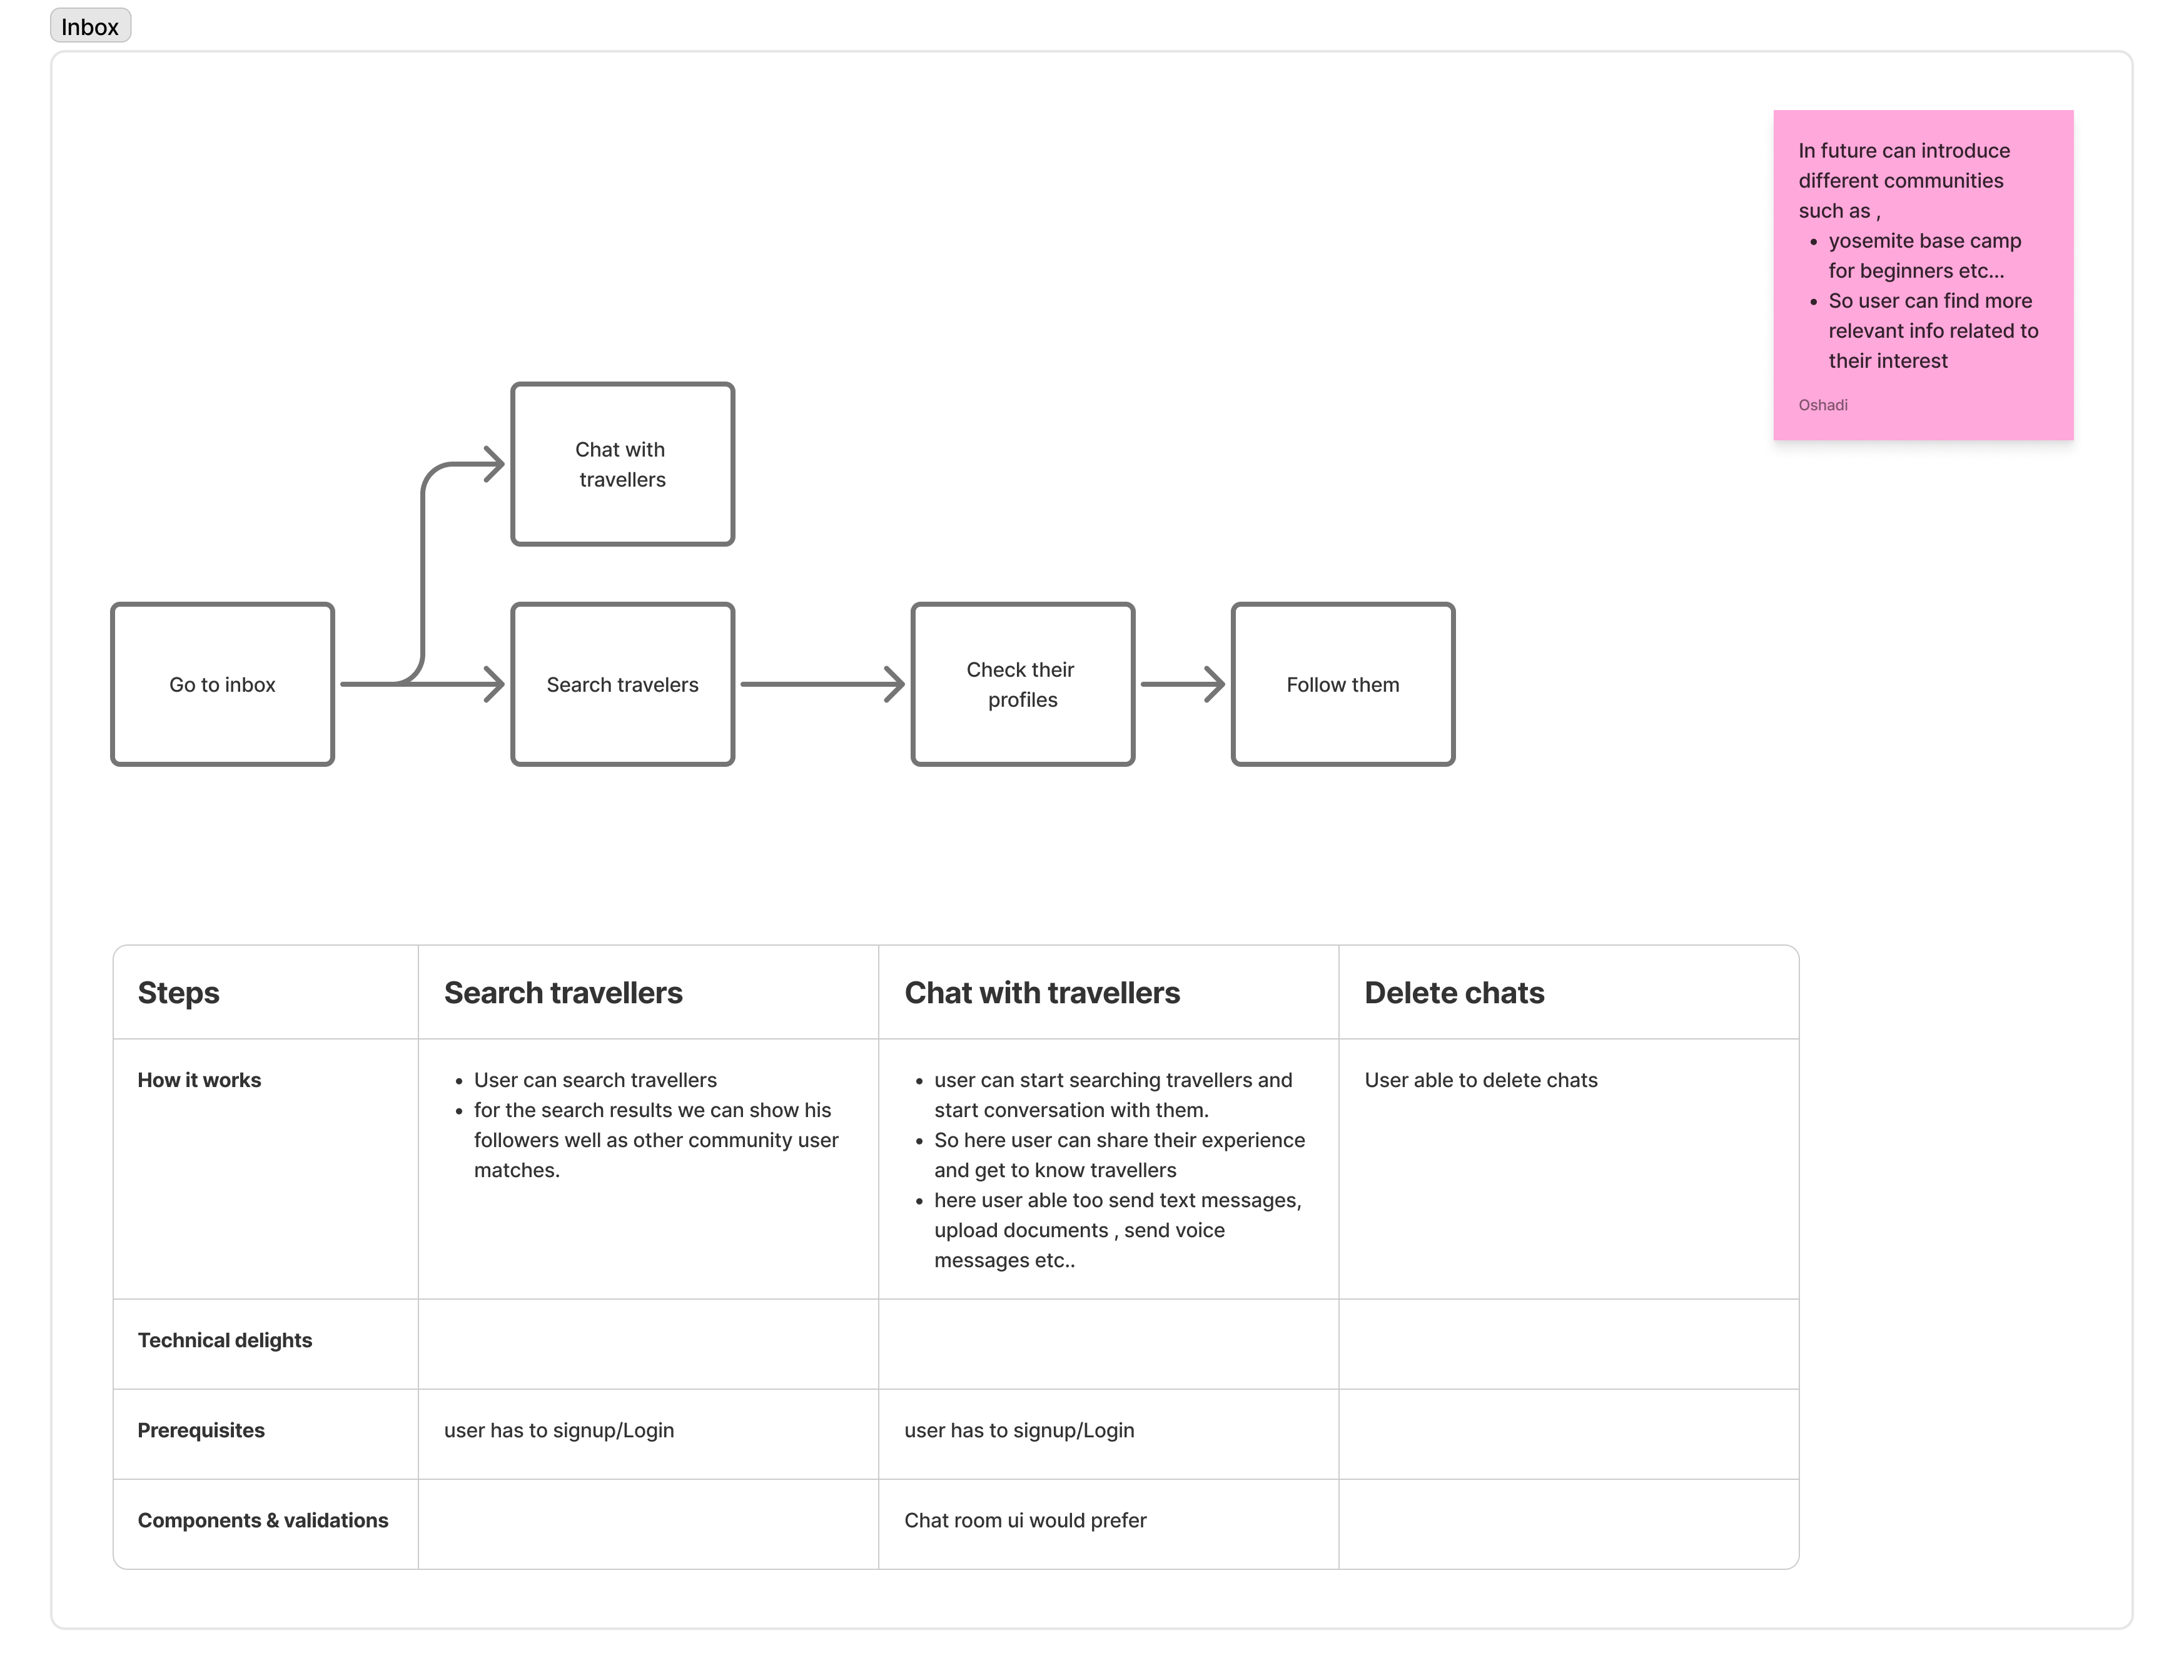 Inbox
In future can introduce
different communities
such as ,
• yosemite base camp
for beginners etc...
• So user can find more
relevant info related to
their interest
Oshadi
Chat with
travellers
Go to inbox
Search travelers
Check their
profiles
Follow them
Steps
Search travellers
Chat with travellers
Delete chats
How it works
• User can search travellers
• for the search results we can show his
followers well as other community user
matches.
• user can start searching travellers and
start conversation with them.
• So here user can share their experience
and get to know travellers
• here user able too send text messages,
upload documents , send voice
messages etc..
User able to delete chats
Technical delights
Prerequisites
user has to signup/Login
user has to signup/Login
Components & validations
Chat room ui would prefer